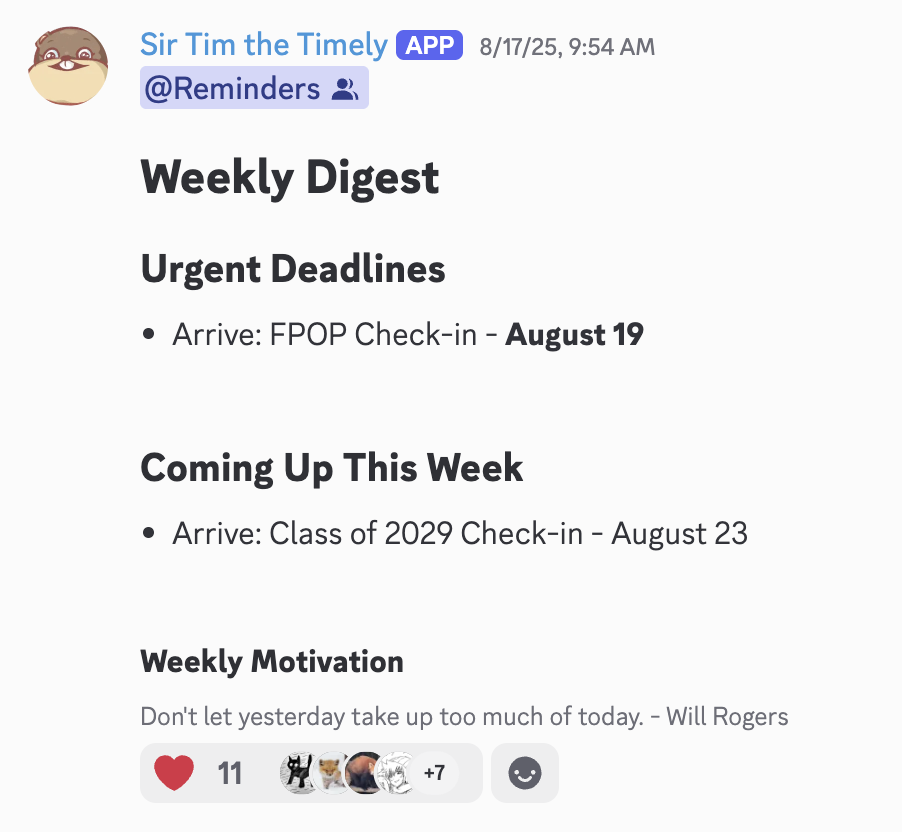 Sir Tim the Timely APP 8/17/25, 9:54 AM
@Reminders
Weekly Digest
Urgent Deadlines
• Arrive: FPOP Check-in - August 19
Coming Up This Week
• Arrive: Class of 2029 Check-in - August 23
Weekly Motivation
Don't let yesterday take up too much of today. - Will Rogers
11 +7